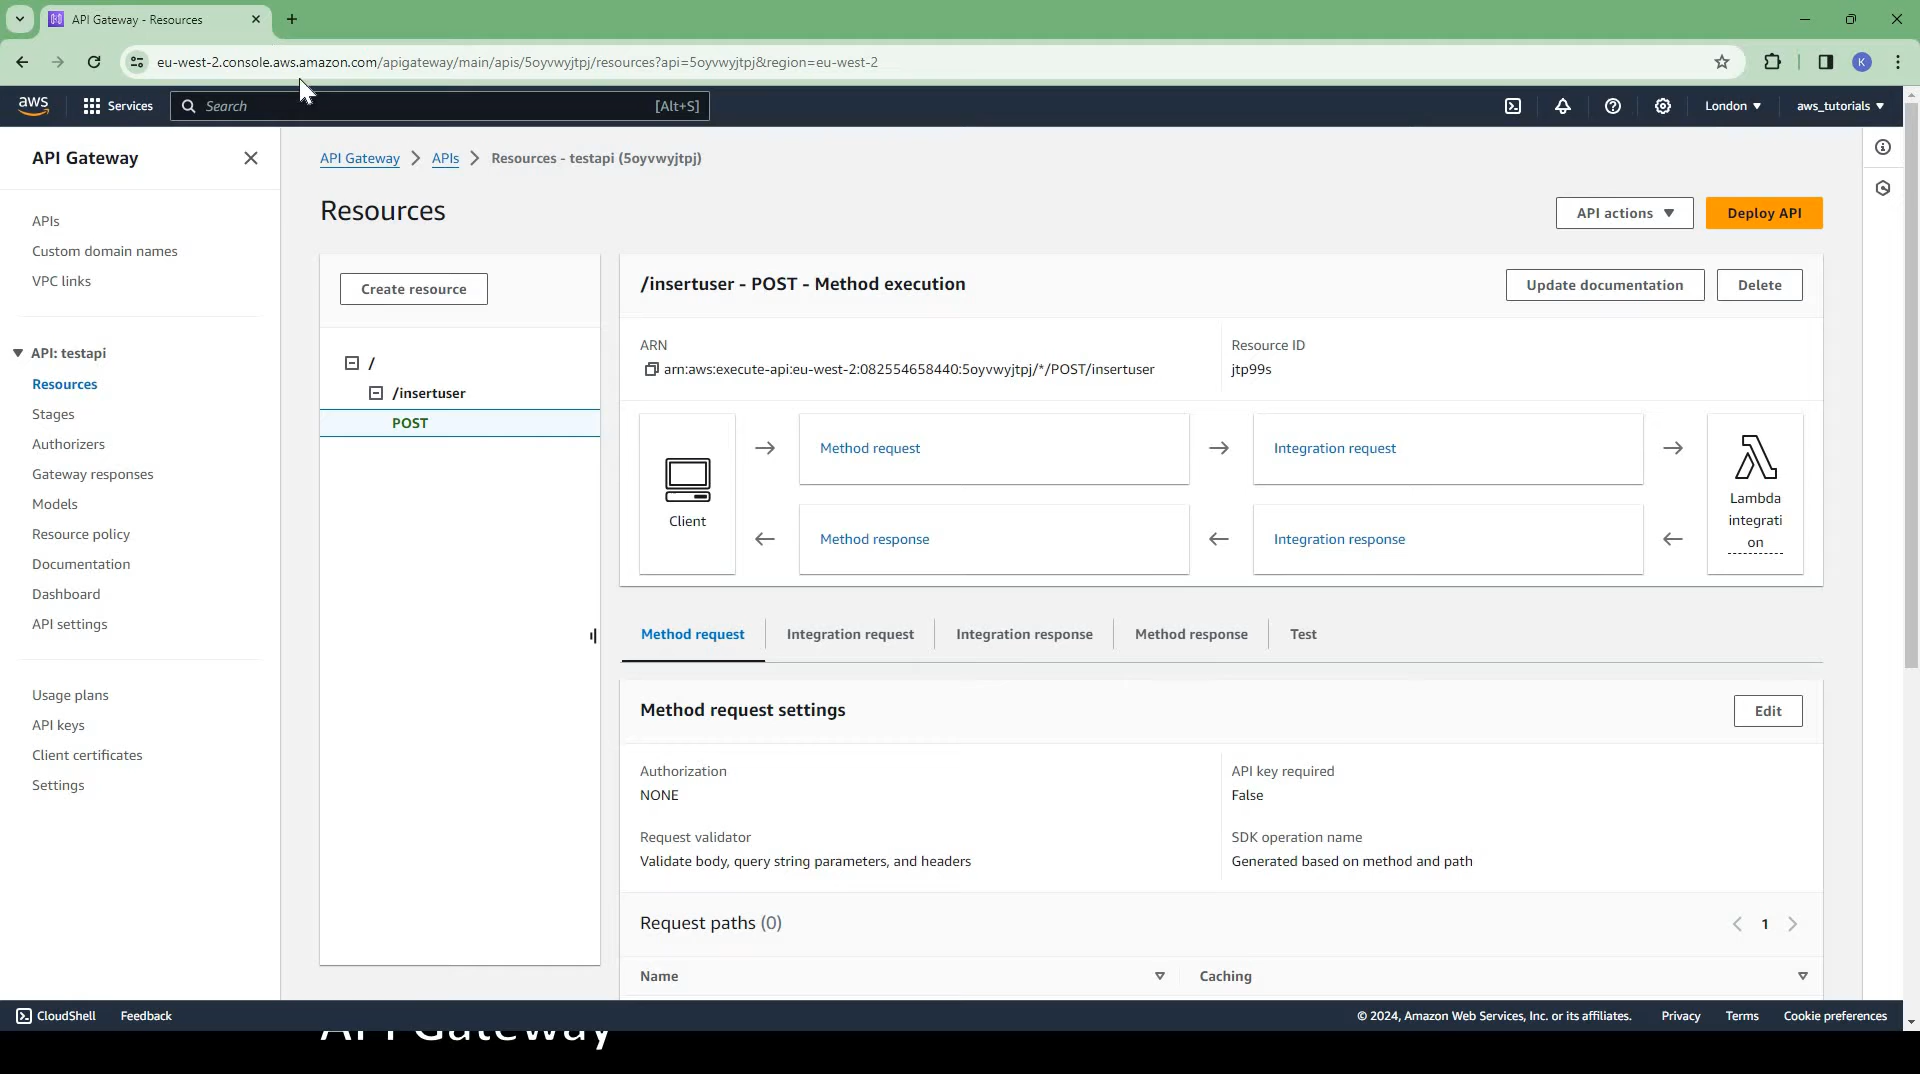 API Gateway - Resources
eu-west-2.console.aws.amazon.com/apigateway/main/apis/5oyvwyjtpj/resources?api=5oyvwyjtpj&region=eu-west-2
K
aws
Services
Search
[Alt+S]
London
aws_tutorials
API Gateway
APIs
Custom domain names
VPC links
API: testapi
Resources
Stages
Authorizers
Gateway responses
Models
Resource policy
Documentation
Dashboard
API settings
Usage plans
API keys
Client certificates
Settings
API Gateway
APIs
Resources - testapi (5oyvwyjtpj)
Resources
API actions
Deploy API
Create resource
/
/insertuser
POST
/insertuser - POST - Method execution
Update documentation
Delete
ARN
arn:aws:execute-api:eu-west-2:082554658440:5oyvwyjtpj/*/POST/insertuser
Resource ID
jtp99s
Client
Method request
Integration request
Method response
Integration response
Lambda
integrati
on
Method request
Integration request
Integration response
Method response
Test
Method request settings
Edit
Authorization
NONE
API key required
False
Request validator
Validate body, query string parameters, and headers
SDK operation name
Generated based on method and path
Request paths (0)
1
Name
Caching
CloudShell
Feedback
© 2024, Amazon Web Services, Inc. or its affiliates.
Privacy
Terms
Cookie preferences
API Gateway